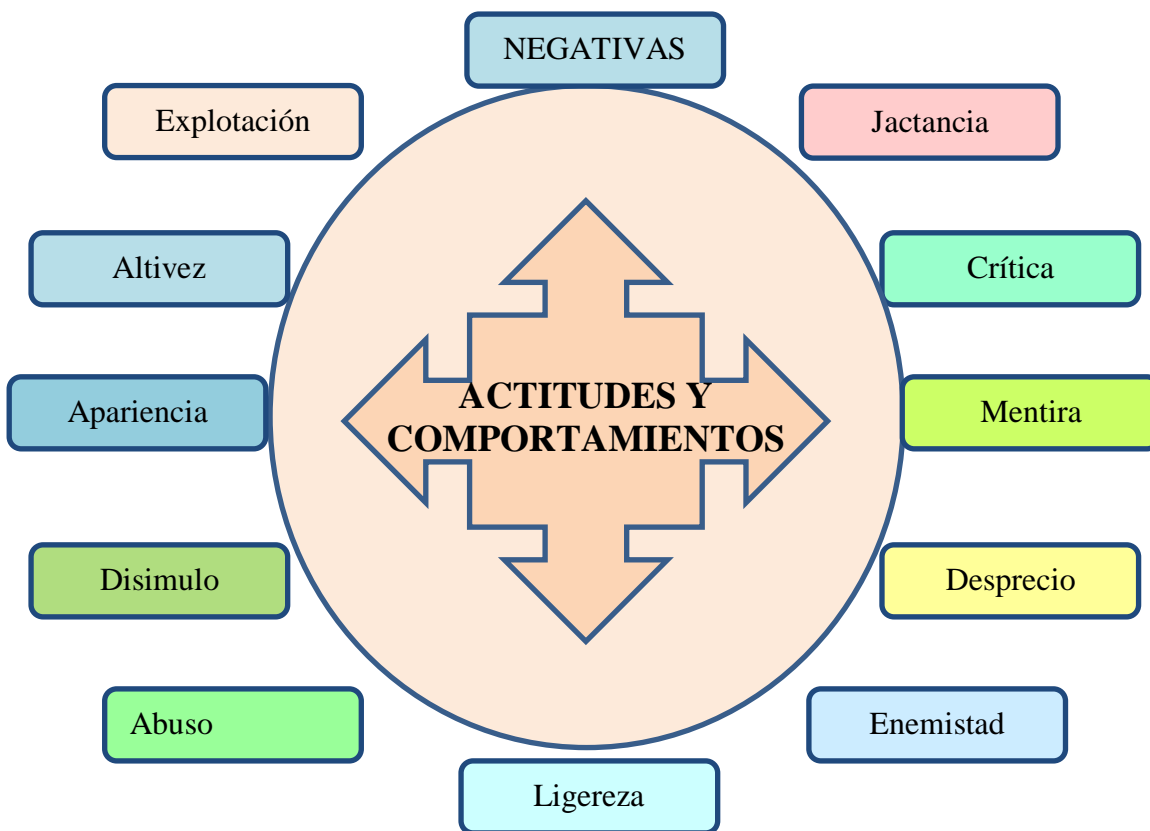 NEGATIVAS
Explotación
Jactancia
Altivez
Crítica
ACTITUDES Y
COMPORTAMIENTOS
Apariencia
Mentira
Disimulo
Desprecio
Abuso
Enemistad
Ligereza